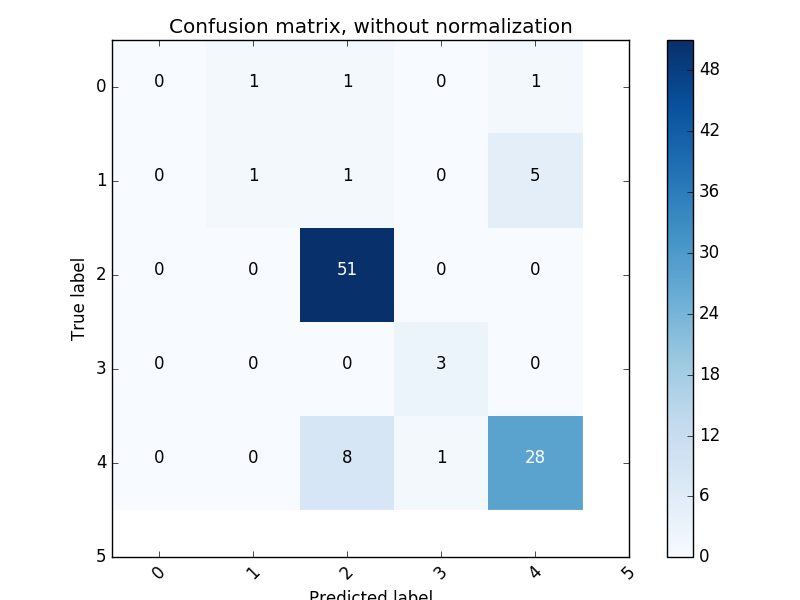 Confusion matrix, without normalization
0 0 1 1 0 1
1 0 1 1 0 5
2 0 0 51 0 0
3 0 0 0 3 0
4 0 0 8 1 28
5
0 1 2 3 4 5
True label
Predicted label
48
42
36
30
24
18
12
6
0